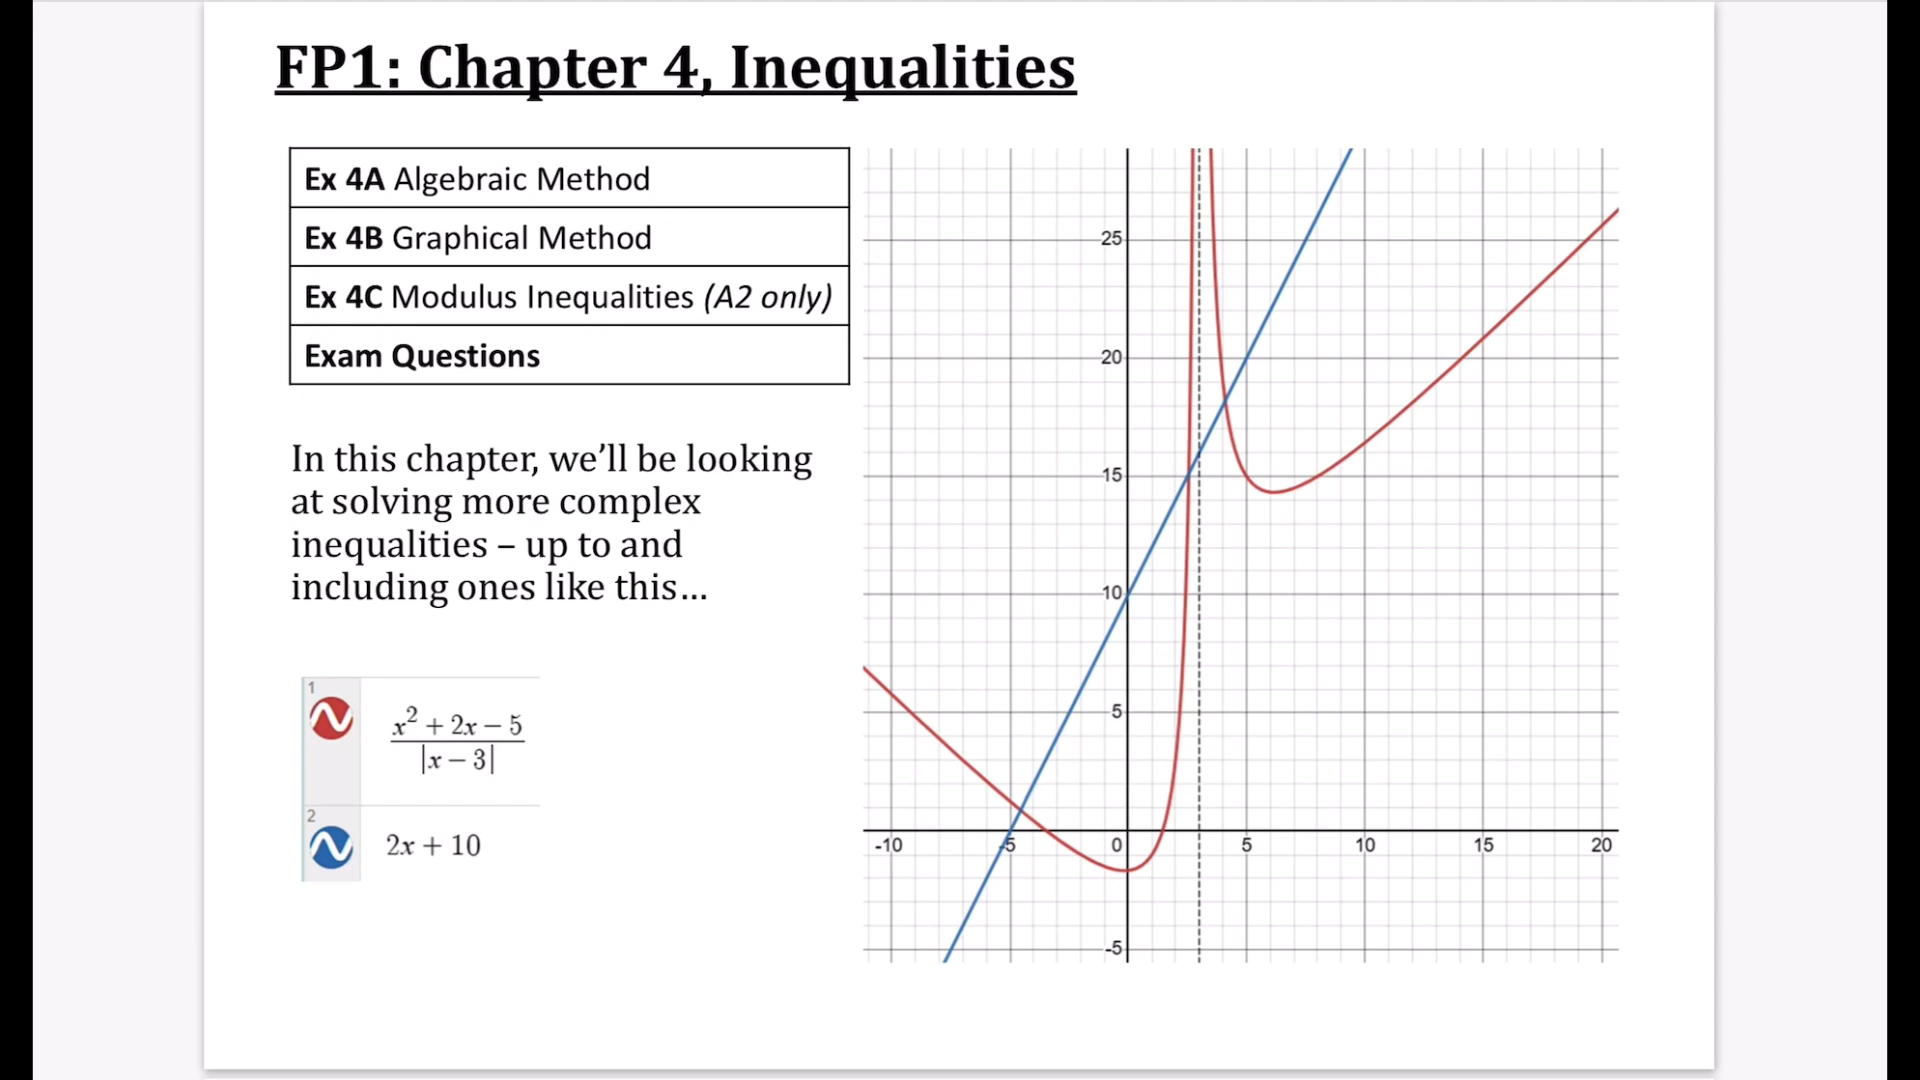 FP1: Chapter 4, Inequalities
Ex 4A Algebraic Method
Ex 4B Graphical Method
Ex 4C Modulus Inequalities (A2 only)
Exam Questions
In this chapter, we’ll be looking
at solving more complex
inequalities – up to and
including ones like this…
1
x² + 2x – 5
|x – 3|
2
2x + 10
25
20
15
10
5
-10
-5
0
5
10
15
20
-5